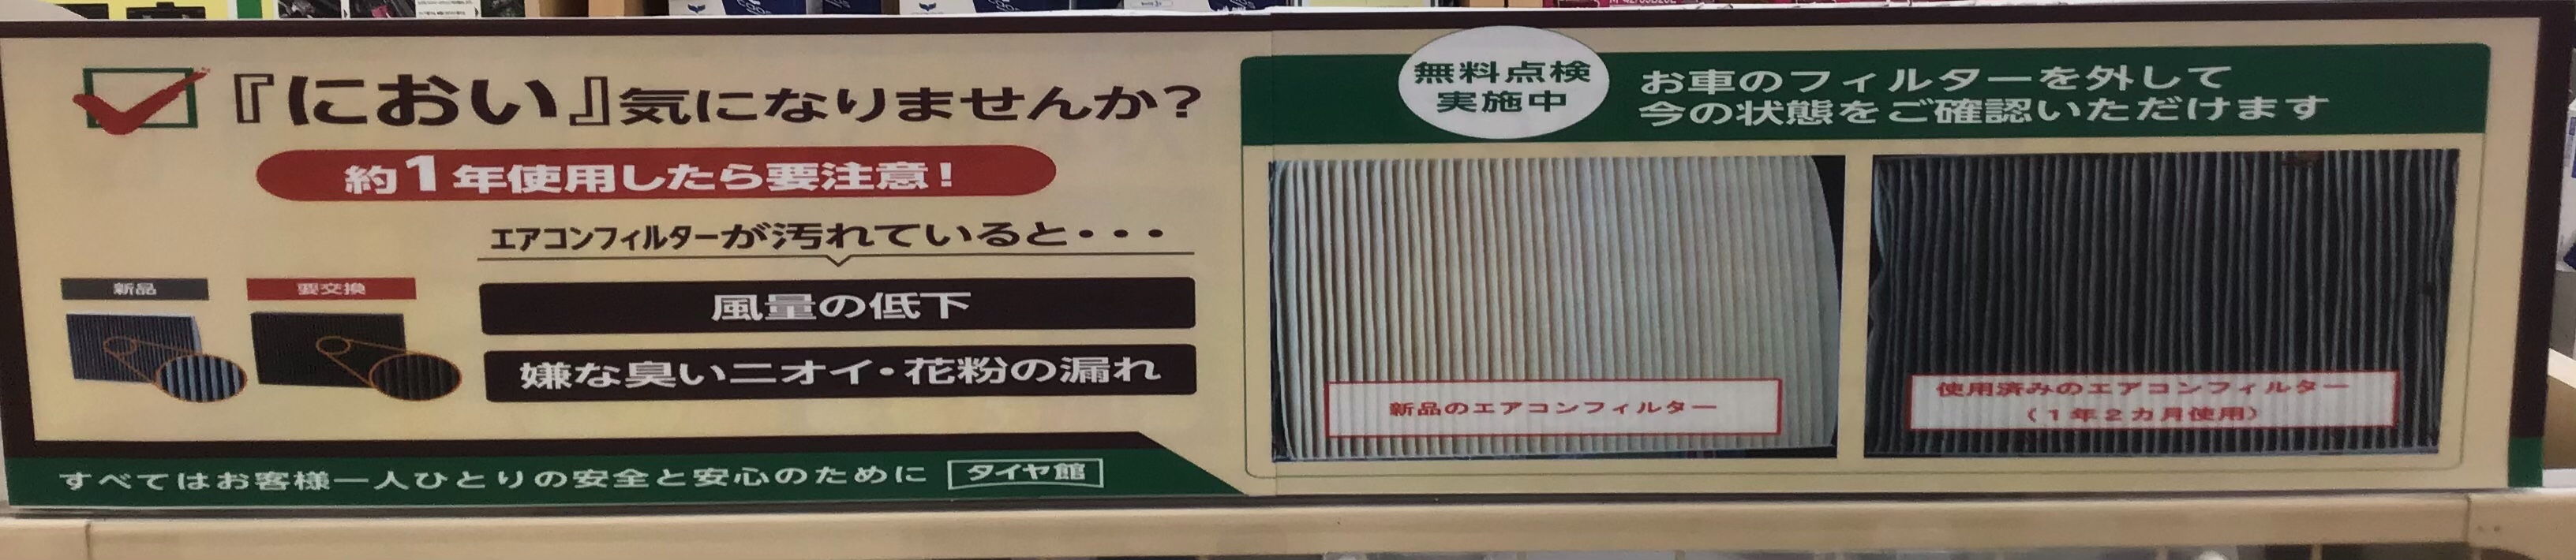 『におい』気になりませんか?
約1年使用したら要注意!
エアコンフィルターが汚れていると・・・
新品
要交換
風量の低下
嫌な臭いニオイ・花粉の漏れ
すべてはお客様一人ひとりの安全と安心のために
タイヤ館
無料点検
実施中
お車のフィルターを外して
今の状態をご確認いただけます
新品のエアコンフィルター
使用済みのエアコンフィルター
(1年2カ月使用)